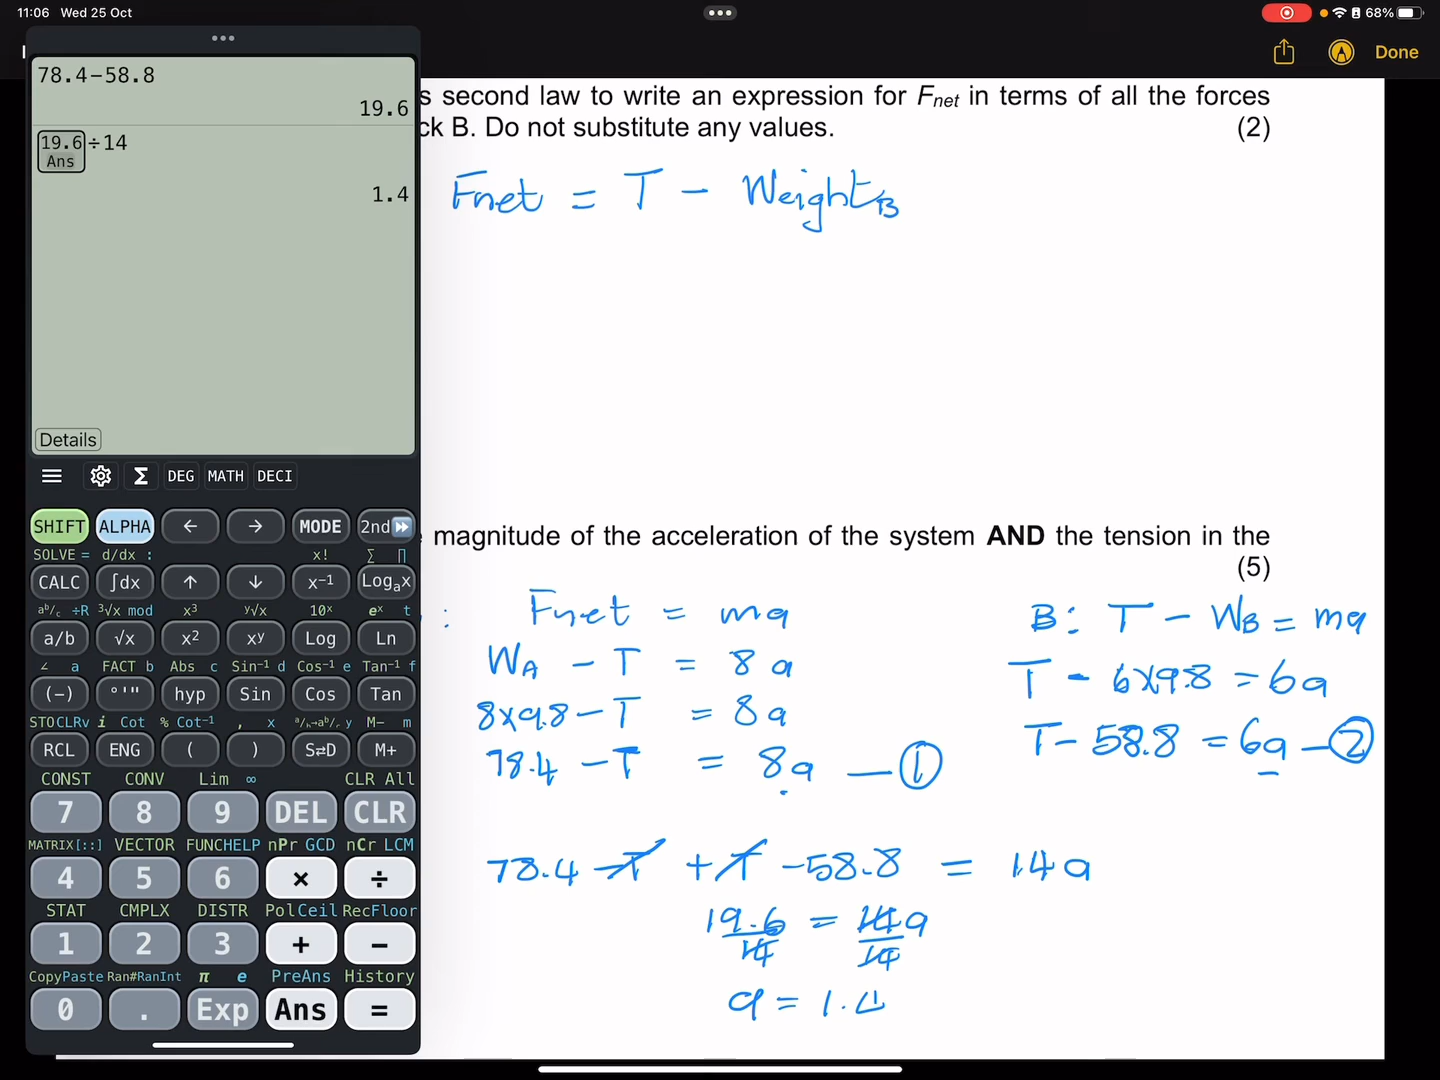 11:06 Wed 25 Oct
68%
Done
78.4−58.8
19.6
19.6÷14
Ans
1.4
Details
DEG MATH DECI
SHIFT ALPHA ← → MODE 2nd
SOLVE = d/dx : x! ∑ ∏
CALC ∫dx ↑ ↓ x⁻¹ Logₐx
aᵇ/c ÷R ³√x mod x³ ʸ√x 10ˣ eˣ t
a/b √x x² xʸ Log Ln
∠ a FACT b Abs c Sin⁻¹ d Cos⁻¹ e Tan⁻¹ f
(−) °'" hyp Sin Cos Tan
STO CLRv i Cot % Cot⁻¹ , x y M− m
RCL ENG ( ) S⇄D M+
CONST CONV Lim ∞ CLR All
7 8 9 DEL CLR
MATRIX[::] VECTOR FUNC HELP nPr GCD nCr LCM
4 5 6 × ÷
STAT CMPLX DISTR Pol Ceil Rec Floor
1 2 3 + −
Copy Paste Ran# RanInt π e PreAns History
0 . Exp Ans =
s second law to write an expression for Fnet in terms of all the forces
ck B. Do not substitute any values. (2)
Fnet = T − WeightB
magnitude of the acceleration of the system AND the tension in the
(5)
: Fnet = ma
WA − T = 8a
8×9.8 − T = 8a
78.4 − T = 8a — ①
B: T − WB = ma
T − 6×9.8 = 6a
T − 58.8 = 6a — ②
78.4 − T + T − 58.8 = 14a
19.6 = 14a
14 14
a = 1.4